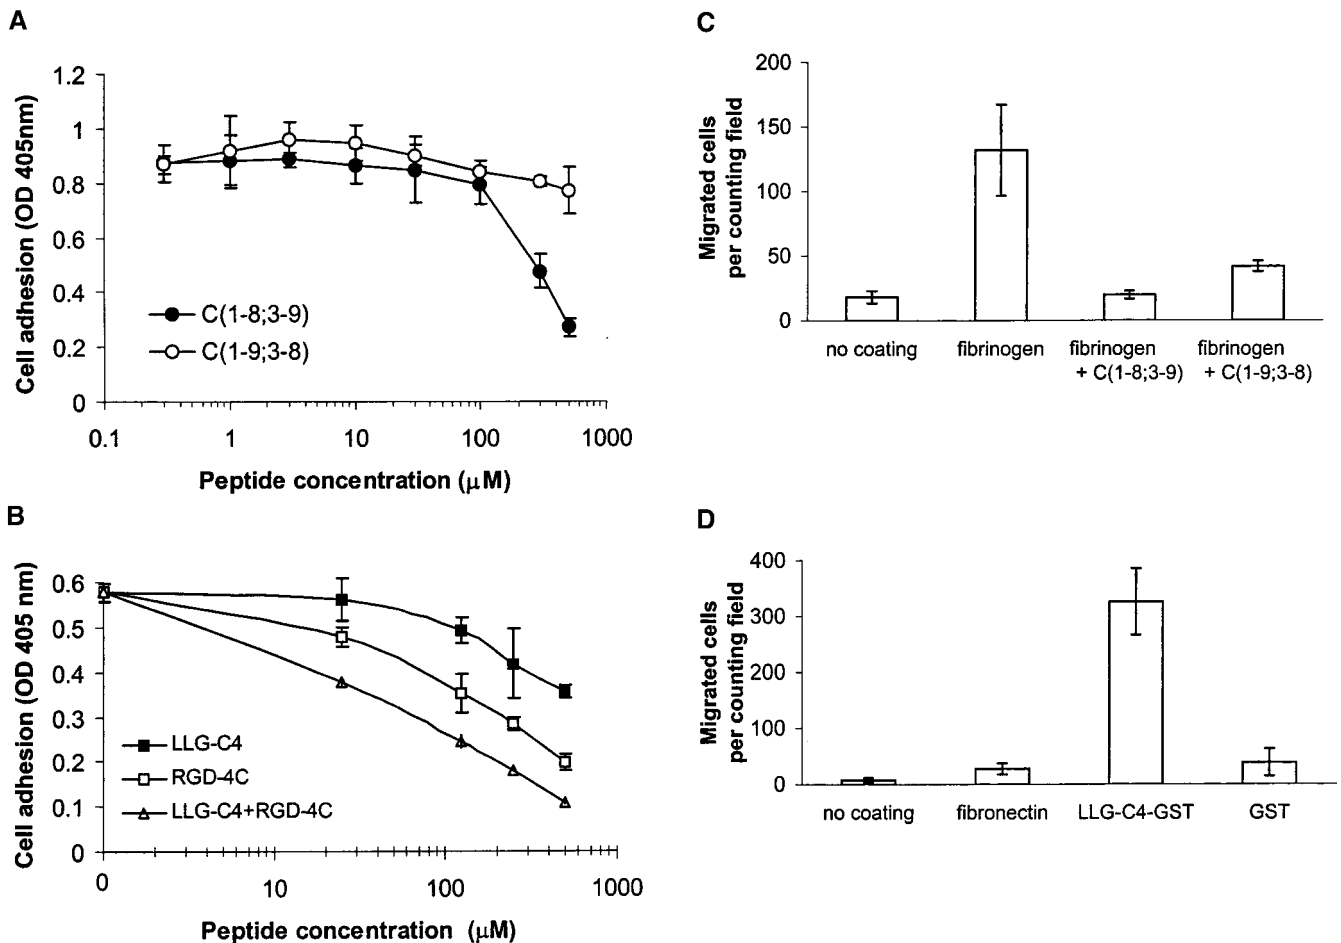 A
1.2
1
0.8
0.6
0.4
0.2
0
Cell adhesion (OD 405nm)
C(1-8;3-9)
C(1-9;3-8)
0.1
1
10
100
1000
Peptide concentration (μM)
B
0.6
0.5
0.4
0.3
0.2
0.1
0
Cell adhesion (OD 405 nm)
LLG-C4
RGD-4C
LLG-C4+RGD-4C
0
10
100
1000
Peptide concentration (μM)
C
200
150
100
50
0
Migrated cells
per counting field
no coating
fibrinogen
fibrinogen
+ C(1-8;3-9)
fibrinogen
+ C(1-9;3-8)
D
400
300
200
100
0
Migrated cells
per counting field
no coating
fibronectin
LLG-C4-GST
GST